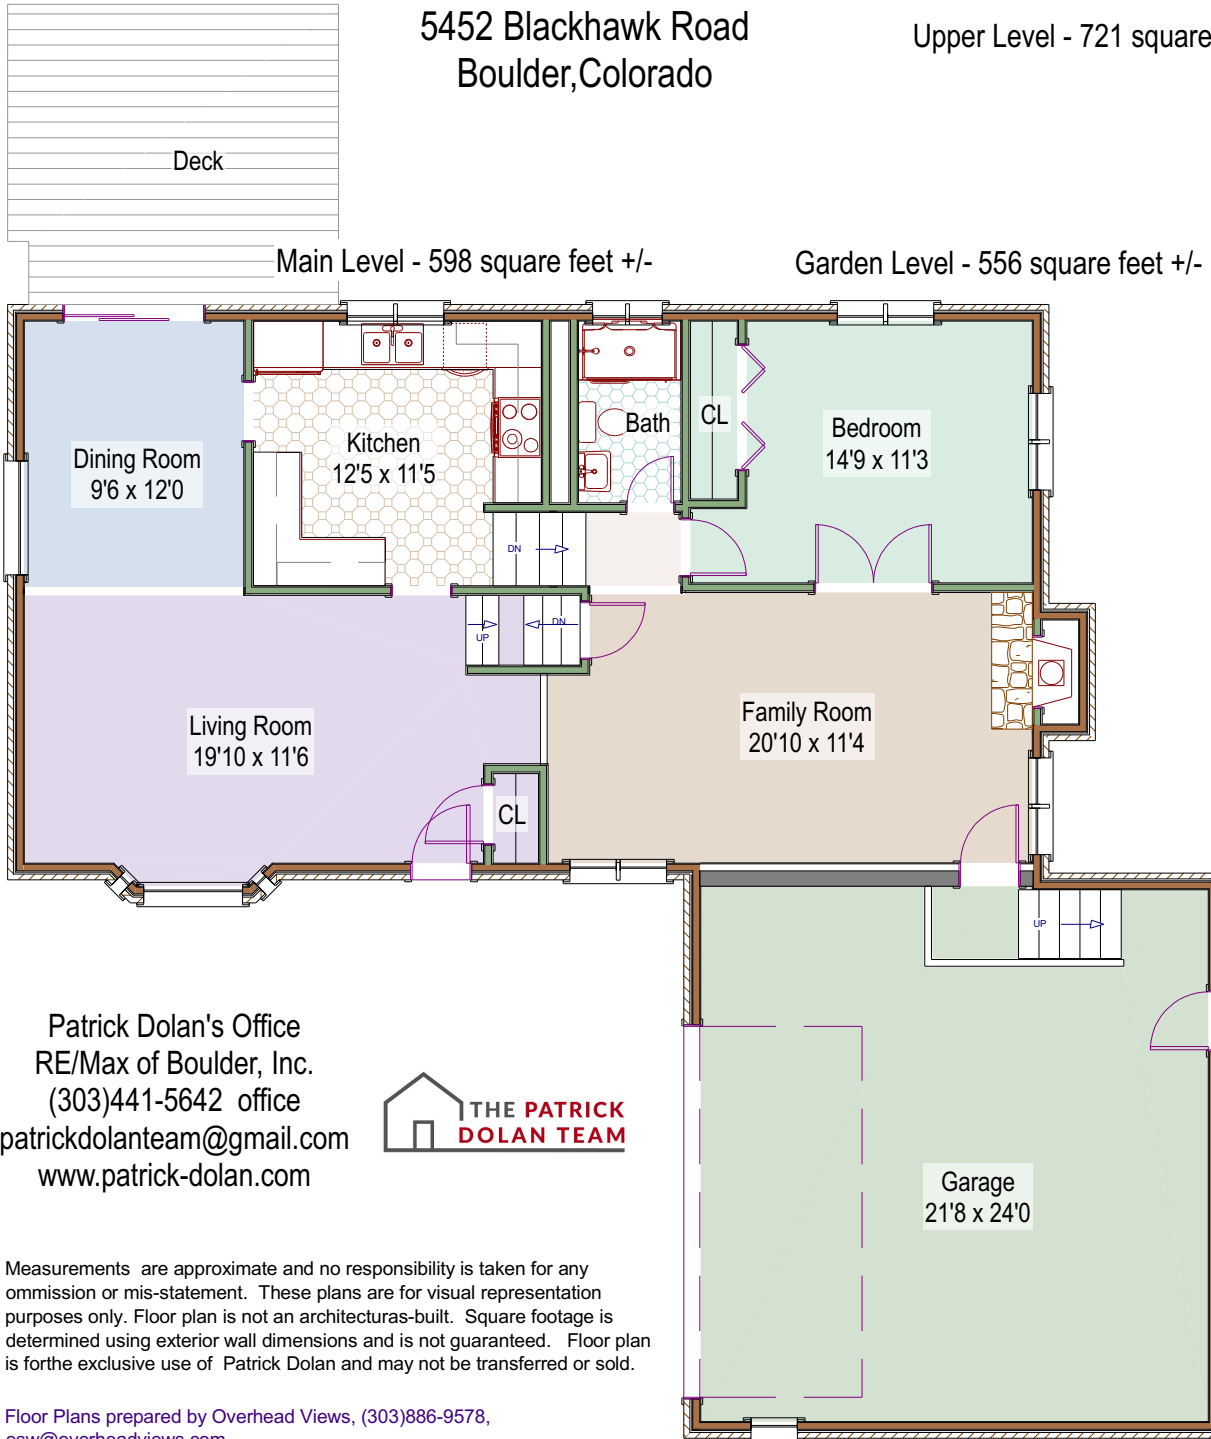 5452 Blackhawk Road
Boulder,Colorado
Upper Level - 721 square
Deck
Main Level - 598 square feet +/-
Garden Level - 556 square feet +/-
Dining Room
9'6 x 12'0
Kitchen
12'5 x 11'5
Bath
CL
Bedroom
14'9 x 11'3
DN
UP
DN
Living Room
19'10 x 11'6
Family Room
20'10 x 11'4
CL
UP
Garage
21'8 x 24'0
Patrick Dolan's Office
RE/Max of Boulder, Inc.
(303)441-5642 office
patrickdolanteam@gmail.com
www.patrick-dolan.com
THE PATRICK
DOLAN TEAM
Measurements are approximate and no responsibility is taken for any
ommission or mis-statement. These plans are for visual representation
purposes only. Floor plan is not an architecturas-built. Square footage is
determined using exterior wall dimensions and is not guaranteed. Floor plan
is forthe exclusive use of Patrick Dolan and may not be transferred or sold.
Floor Plans prepared by Overhead Views, (303)886-9578,